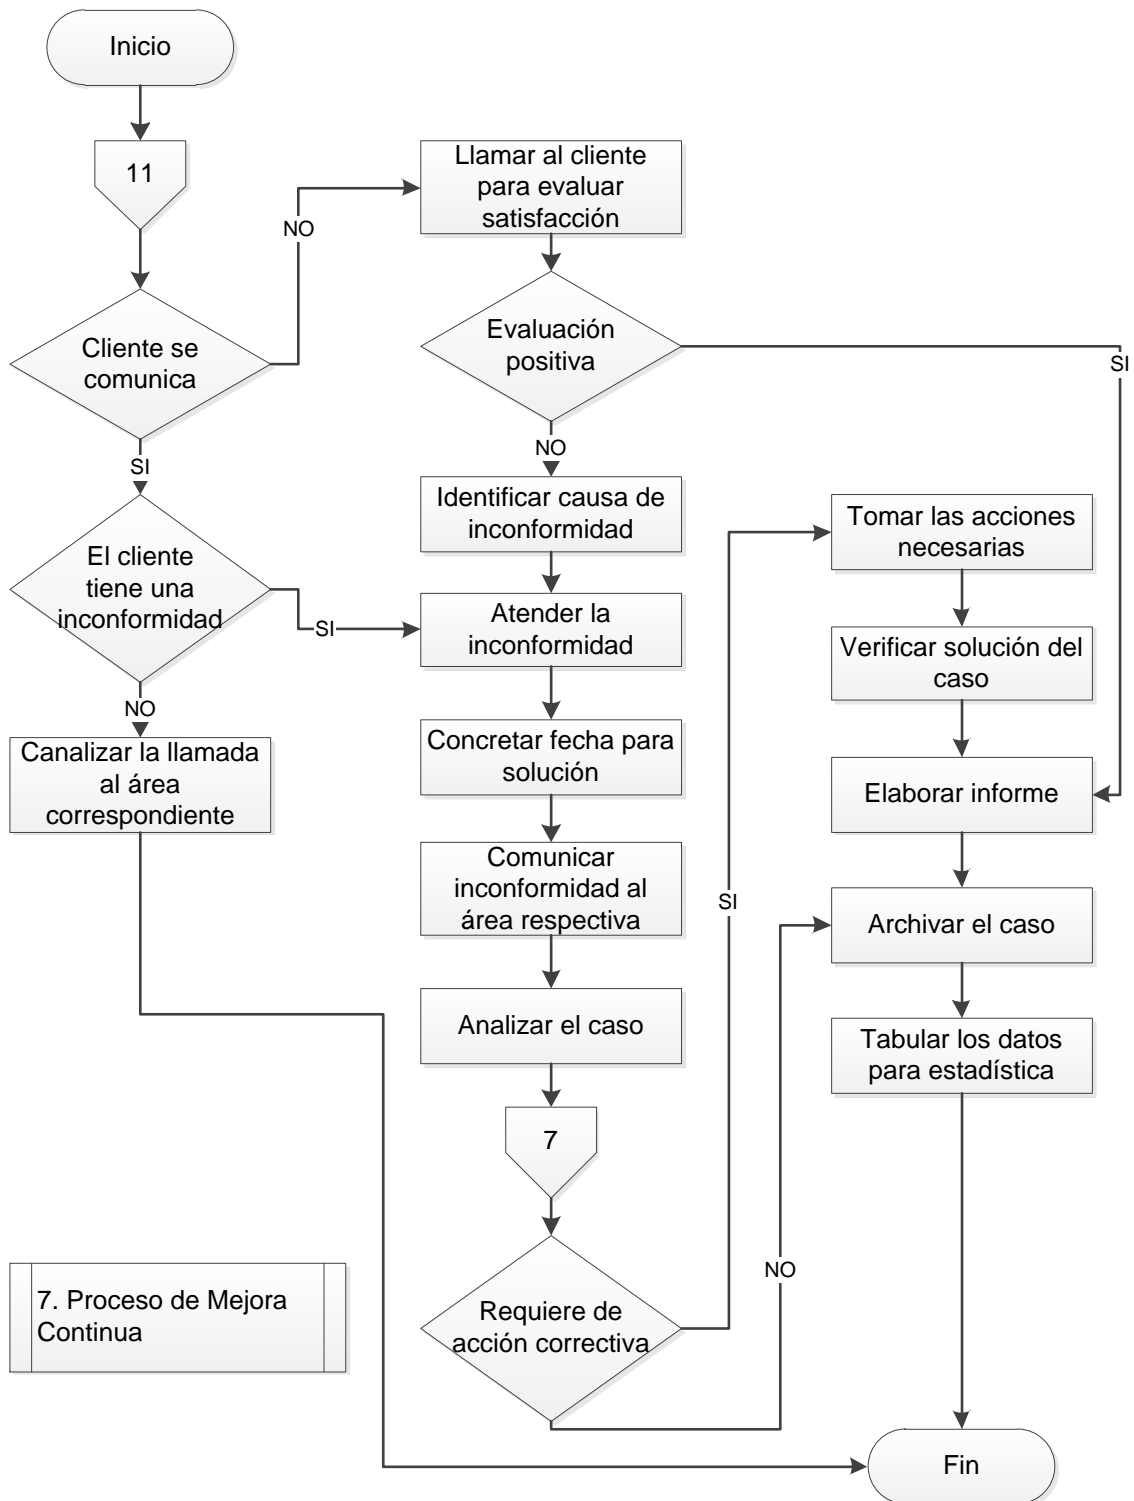 Inicio
11
Cliente se
comunica
SI
NO
El cliente
tiene una
inconformidad
SI
NO
Canalizar la llamada
al área
correspondiente
Llamar al cliente
para evaluar
satisfacción
Evaluación
positiva
SI
NO
Identificar causa de
inconformidad
Atender la
inconformidad
Concretar fecha para
solución
Comunicar
inconformidad al
área respectiva
Analizar el caso
7
Requiere de
acción correctiva
SI
NO
Tomar las acciones
necesarias
Verificar solución del
caso
Elaborar informe
Archivar el caso
Tabular los datos
para estadística
Fin
7. Proceso de Mejora
Continua